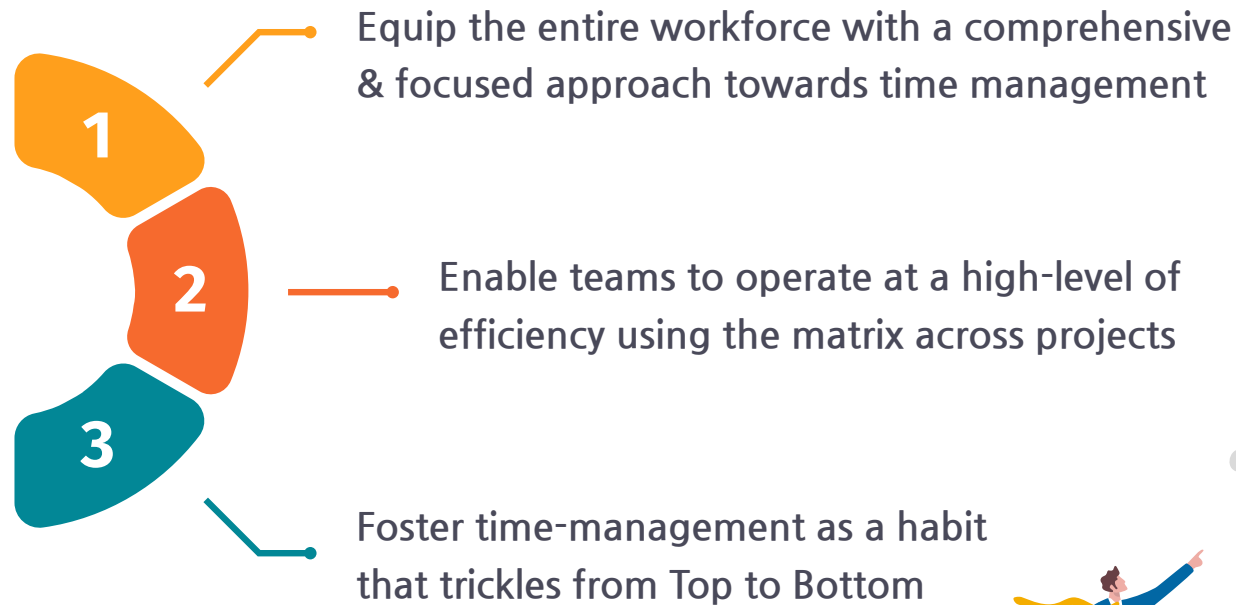 1
Equip the entire workforce with a comprehensive
& focused approach towards time management
2
Enable teams to operate at a high-level of
efficiency using the matrix across projects
3
Foster time-management as a habit
that trickles from Top to Bottom